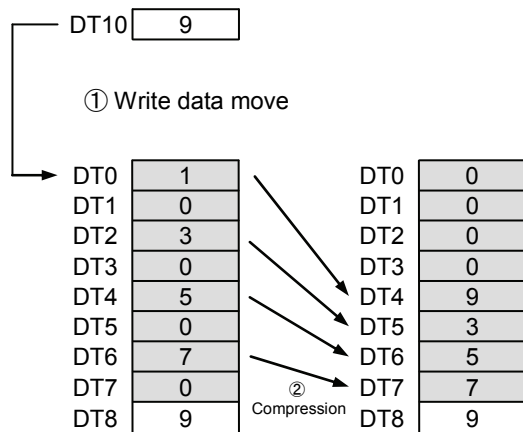 DT10 9
① Write data move
DT0 1 DT0 0
DT1 0 DT1 0
DT2 3 DT2 0
DT3 0 DT3 0
DT4 5 DT4 9
DT5 0 DT5 3
DT6 7 DT6 5
DT7 0 ② DT7 7
DT8 9 Compression DT8 9